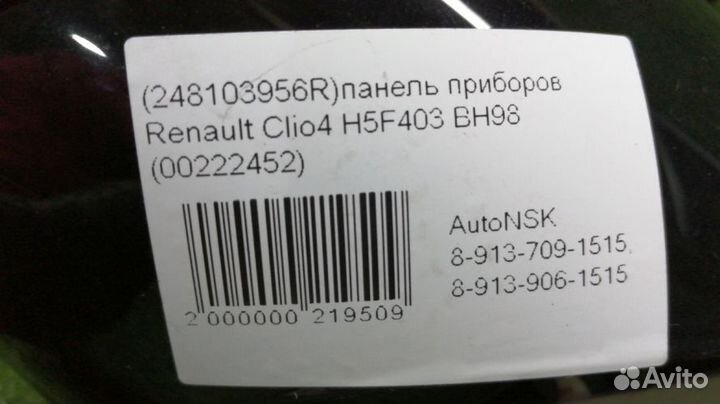 (248103956R)панель приборов
Renault Clio4 H5F403 BH98
(00222452)
AutoNSK
8-913-709-1515,
8-913-906-1515
2 000000 219509
Avito